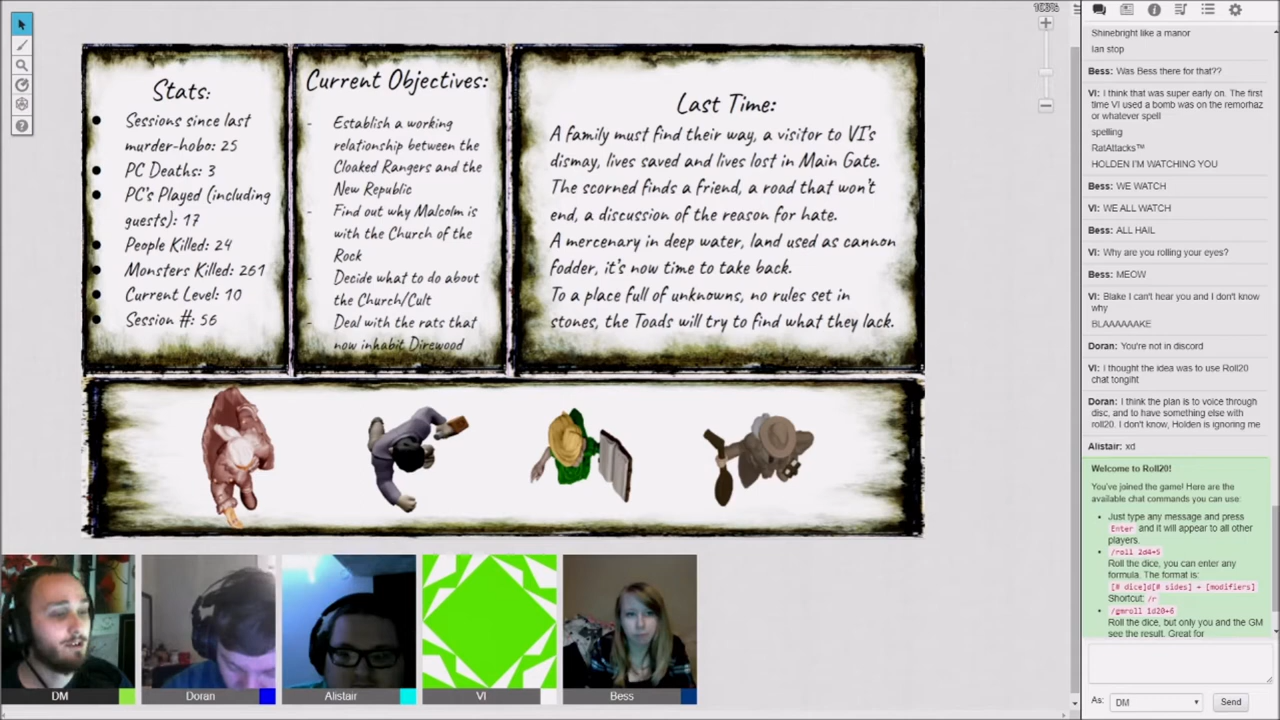 100%
Stats:
Sessions since last
murder-hobo: 25
PC Deaths: 3
PC's Played (including
guests): 17
People Killed: 24
Monsters Killed: 261
Current Level: 10
Session #: 56
Current Objectives:
- Establish a working
relationship between the
Cloaked Rangers and the
New Republic
- Find out why Malcolm is
with the Church of the
Rock
- Decide what to do about
the Church/Cult
- Deal with the rats that
now inhabit Direwood
Last Time:
A family must find their way, a visitor to VI's
dismay, lives saved and lives lost in Main Gate.
The scorned finds a friend, a road that won't
end, a discussion of the reason for hate.
A mercenary in deep water, land used as cannon
fodder, it's now time to take back.
To a place full of unknowns, no rules set in
stones, the Toads will try to find what they lack.
DM
Doran
Alistair
VI
Bess
Shinebright like a manor
Ian stop
Bess: Was Bess there for that??
VI: I think that was super early on. The first
time VI used a bomb was on the remorhaz
or whatever spell
spelling
RatAttacks™
HOLDEN I'M WATCHING YOU
Bess: WE WATCH
VI: WE ALL WATCH
Bess: ALL HAIL
VI: Why are you rolling your eyes?
Bess: MEOW
VI: Blake I can't hear you and I don't know
why
BLAAAAAKE
Doran: You're not in discord
VI: I thought the idea was to use Roll20
chat tongiht
Doran: I think the plan is to voice through
disc, and to have something else with
roll20. I don't know, Holden is ignoring me
Alistair: xd
Welcome to Roll20!
You've joined the game! Here are the
available chat commands you can use:
Just type any message and press
Enter and it will appear to all other
players.
/roll 2d4+5
Roll the dice, you can enter any
formula. The format is:
[# dice]d[# sides] + [modifiers]
Shortcut: /r
/gmroll 1d20+6
Roll the dice, but only you and the GM
see the result. Great for
As: DM Send